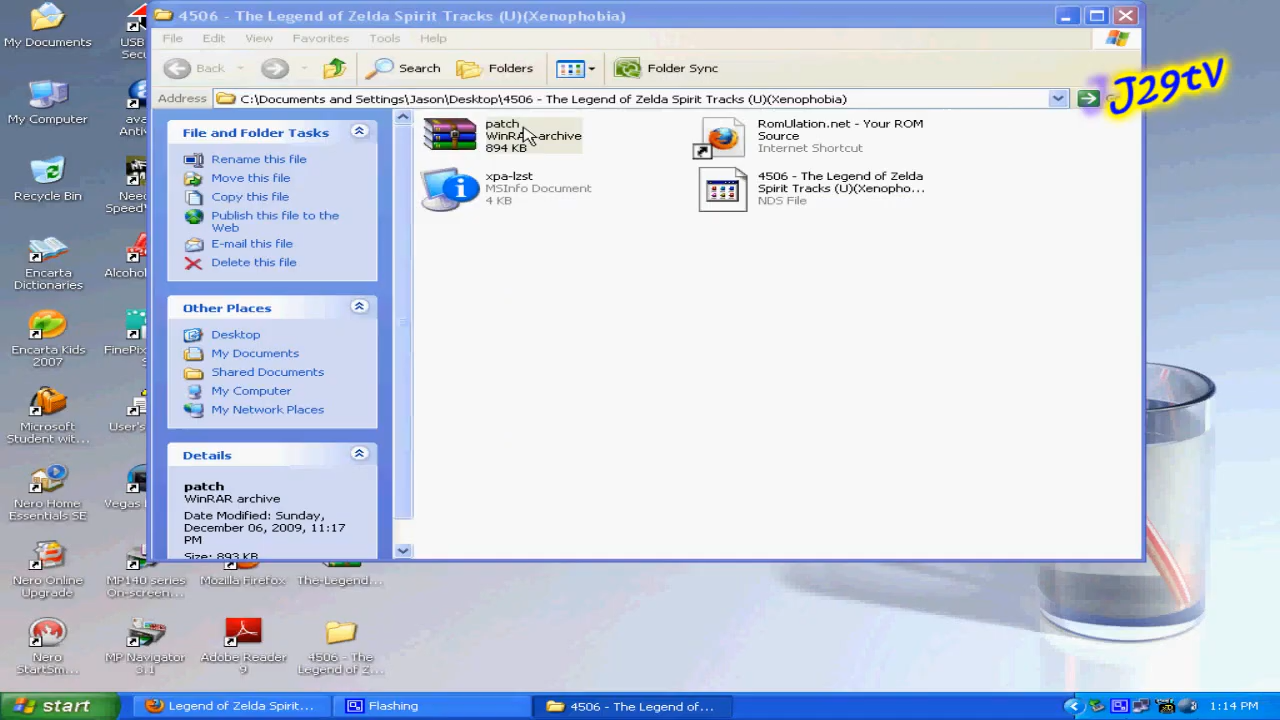 4506 - The Legend of Zelda Spirit Tracks (U)(Xenophobia)
File Edit View Favorites Tools Help
Back Search Folders Folder Sync
Address C:\Documents and Settings\Jason\Desktop\4506 - The Legend of Zelda Spirit Tracks (U)(Xenophobia)
J29tV
File and Folder Tasks
Rename this file
Move this file
Copy this file
Publish this file to the
Web
E-mail this file
Delete this file
Other Places
Desktop
My Documents
Shared Documents
My Computer
My Network Places
Details
patch
WinRAR archive
Date Modified: Sunday,
December 06, 2009, 11:17
PM
Size: 893 KB
patch
WinRAR archive
894 KB
RomUlation.net - Your ROM
Source
Internet Shortcut
xpa-lzst
MSInfo Document
4 KB
4506 - The Legend of Zelda
Spirit Tracks (U)(Xenopho...
NDS File
My Documents
USB
My Computer
Recycle Bin
Encarta
Dictionaries
Encarta Kids
2007
Microsoft
Student wit...
Nero Home
Essentials SE
Nero Online
Upgrade
MP140 series
On-screen...
Mozilla Firefox
The-Legend...
Nero
StartSm...
MP Navigator
3.1
Adobe Reader
9
4506 - The
Legend of Z...
start
Legend of Zelda Spirit...
Flashing
4506 - The Legend of...
1:14 PM